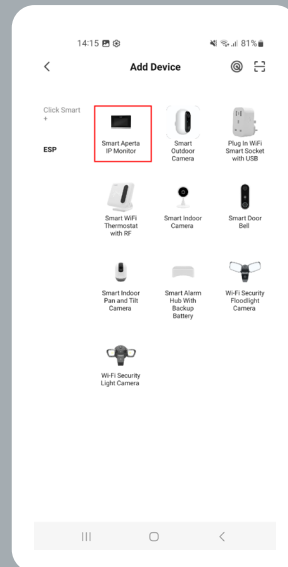 14:15 81%
Add Device
Click Smart
+
ESP
Smart Aperta
IP Monitor
Smart
Outdoor
Camera
Plug In WiFi
Smart Socket
with USB
Smart WiFi
Thermostat
with RF
Smart Indoor
Camera
Smart Door
Bell
Smart Indoor
Pan and Tilt
Camera
Smart Alarm
Hub With
Backup
Battery
Wi-Fi Security
Floodlight
Camera
Wi-Fi Security
Light Camera